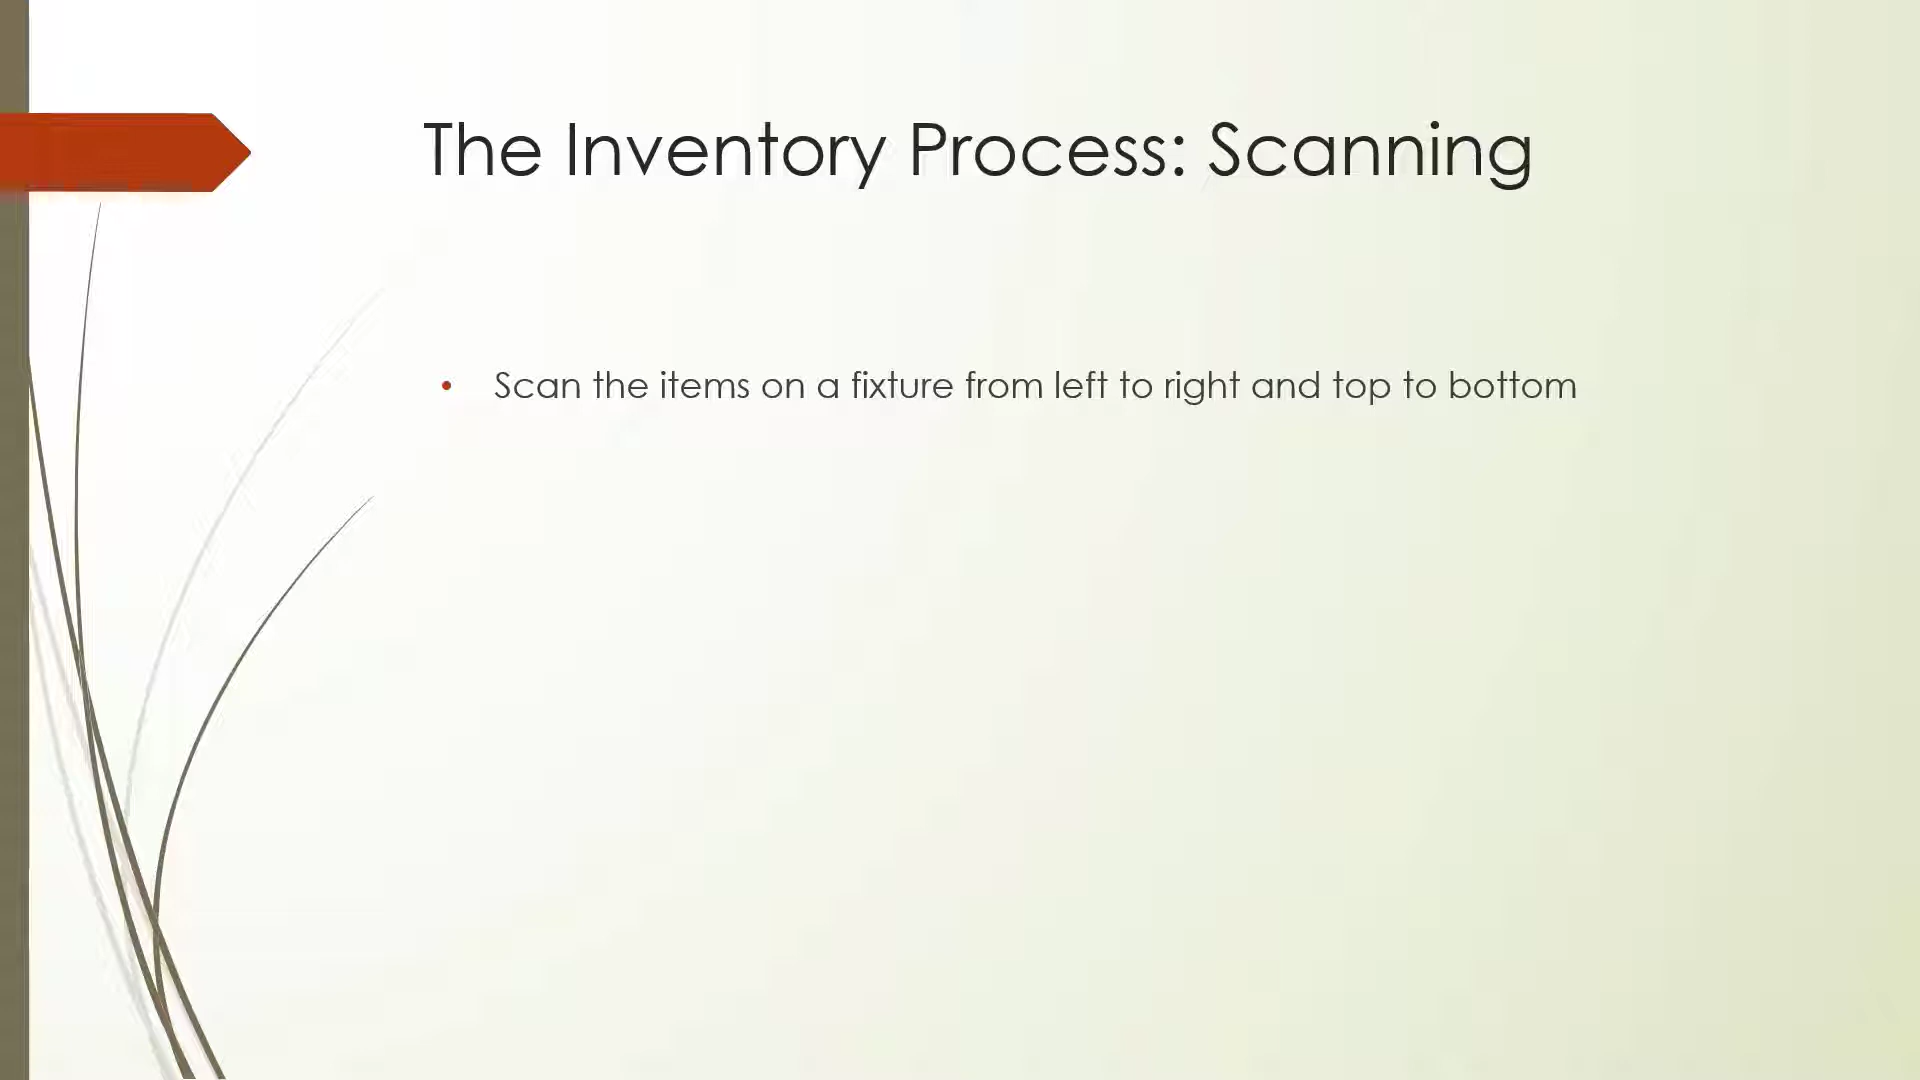 The Inventory Process: Scanning
• Scan the items on a fixture from left to right and top to bottom